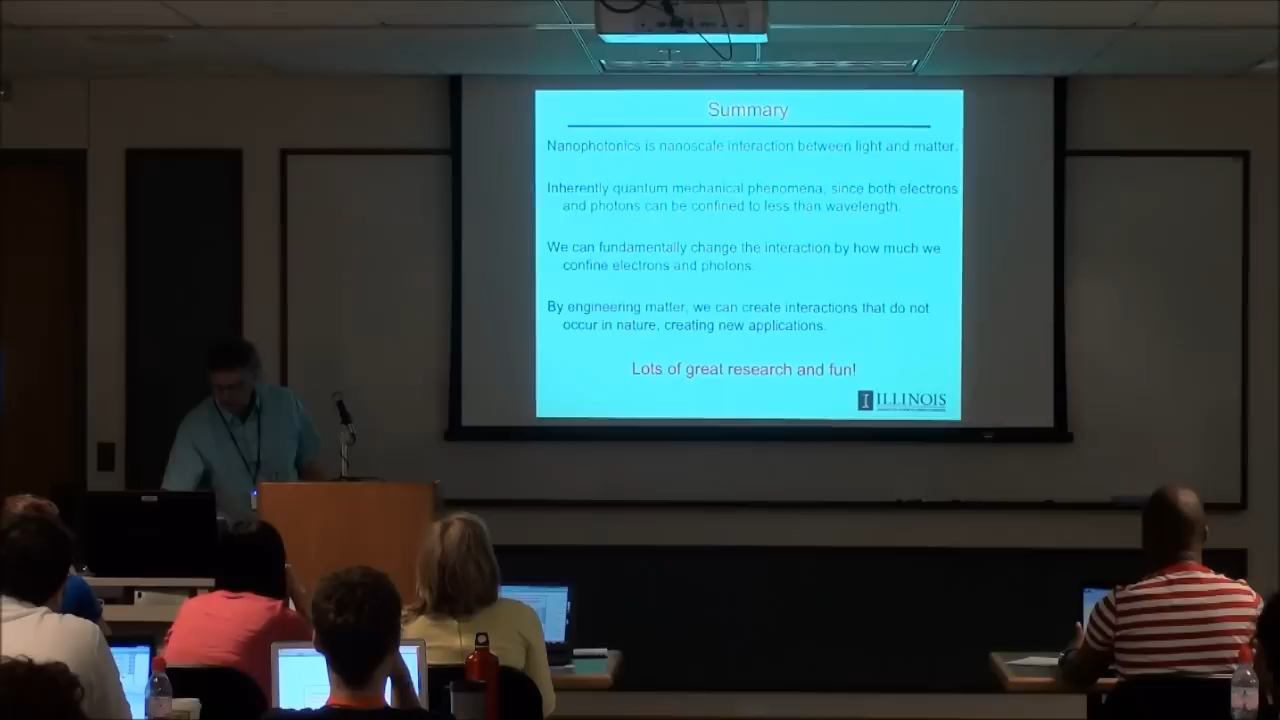 Summary
Nanophotonics is nanoscale interaction between light and matter.
Inherently quantum mechanical phenomena, since both electrons
and photons can be confined to less than wavelength.
We can fundamentally change the interaction by how much we
confine electrons and photons.
By engineering matter, we can create interactions that do not
occur in nature, creating new applications.
Lots of great research and fun!
I ILLINOIS